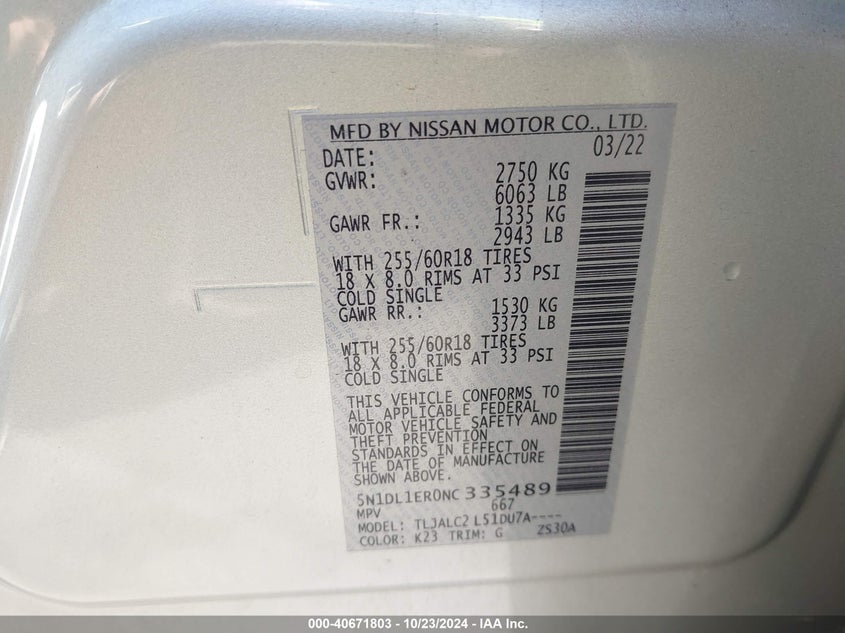 MFD BY NISSAN MOTOR CO., LTD.
DATE: 03/22
GVWR: 2750 KG
6063 LB
GAWR FR.: 1335 KG
2943 LB
WITH 255/60R18 TIRES
18 X 8.0 RIMS AT 33 PSI
COLD SINGLE
GAWR RR.: 1530 KG
3373 LB
WITH 255/60R18 TIRES
18 X 8.0 RIMS AT 33 PSI
COLD SINGLE
THIS VEHICLE CONFORMS TO
ALL APPLICABLE FEDERAL
MOTOR VEHICLE SAFETY AND
THEFT PREVENTION
STANDARDS IN EFFECT ON
THE DATE OF MANUFACTURE
SHOWN ABOVE.
5N1DL1ER0NC335489
MPV 667
MODEL: TLJALC2 L51DU7A----
COLOR: K23 TRIM: G ZS30A
000-40671803 - 10/23/2024 - IAA Inc.